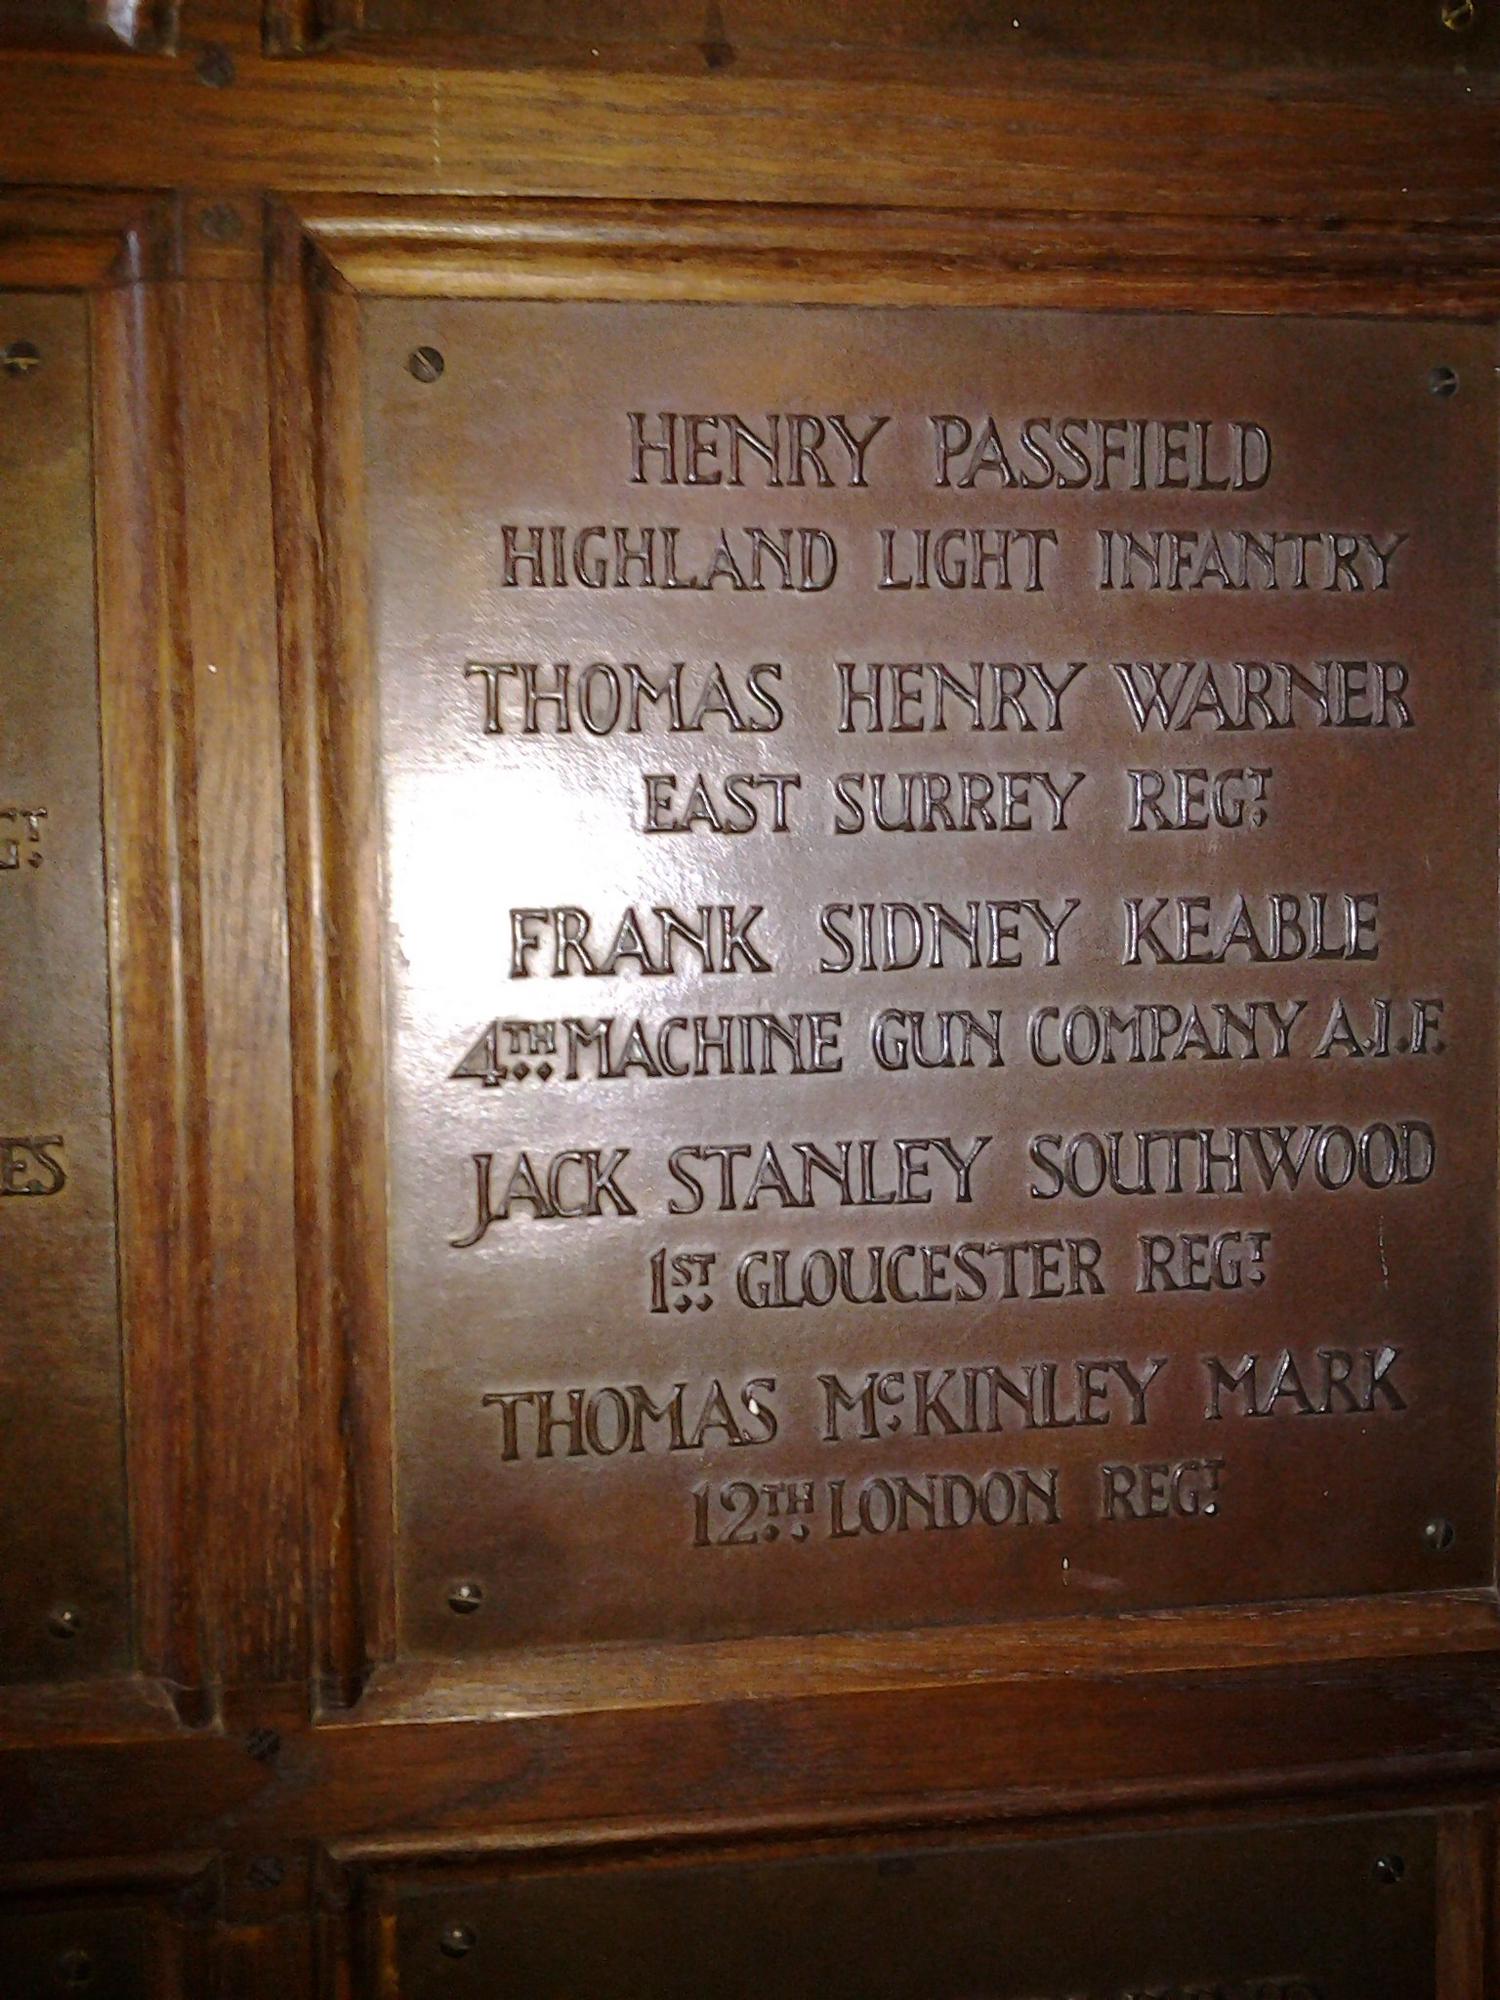 HENRY PASSFIELD
HIGHLAND LIGHT INFANTRY
THOMAS HENRY WARNER
EAST SURREY REGT
FRANK SIDNEY KEABLE
4TH MACHINE GUN COMPANY A.I.F.
JACK STANLEY SOUTHWOOD
1ST GLOUCESTER REGT
THOMAS McKINLEY MARK
12TH LONDON REGT